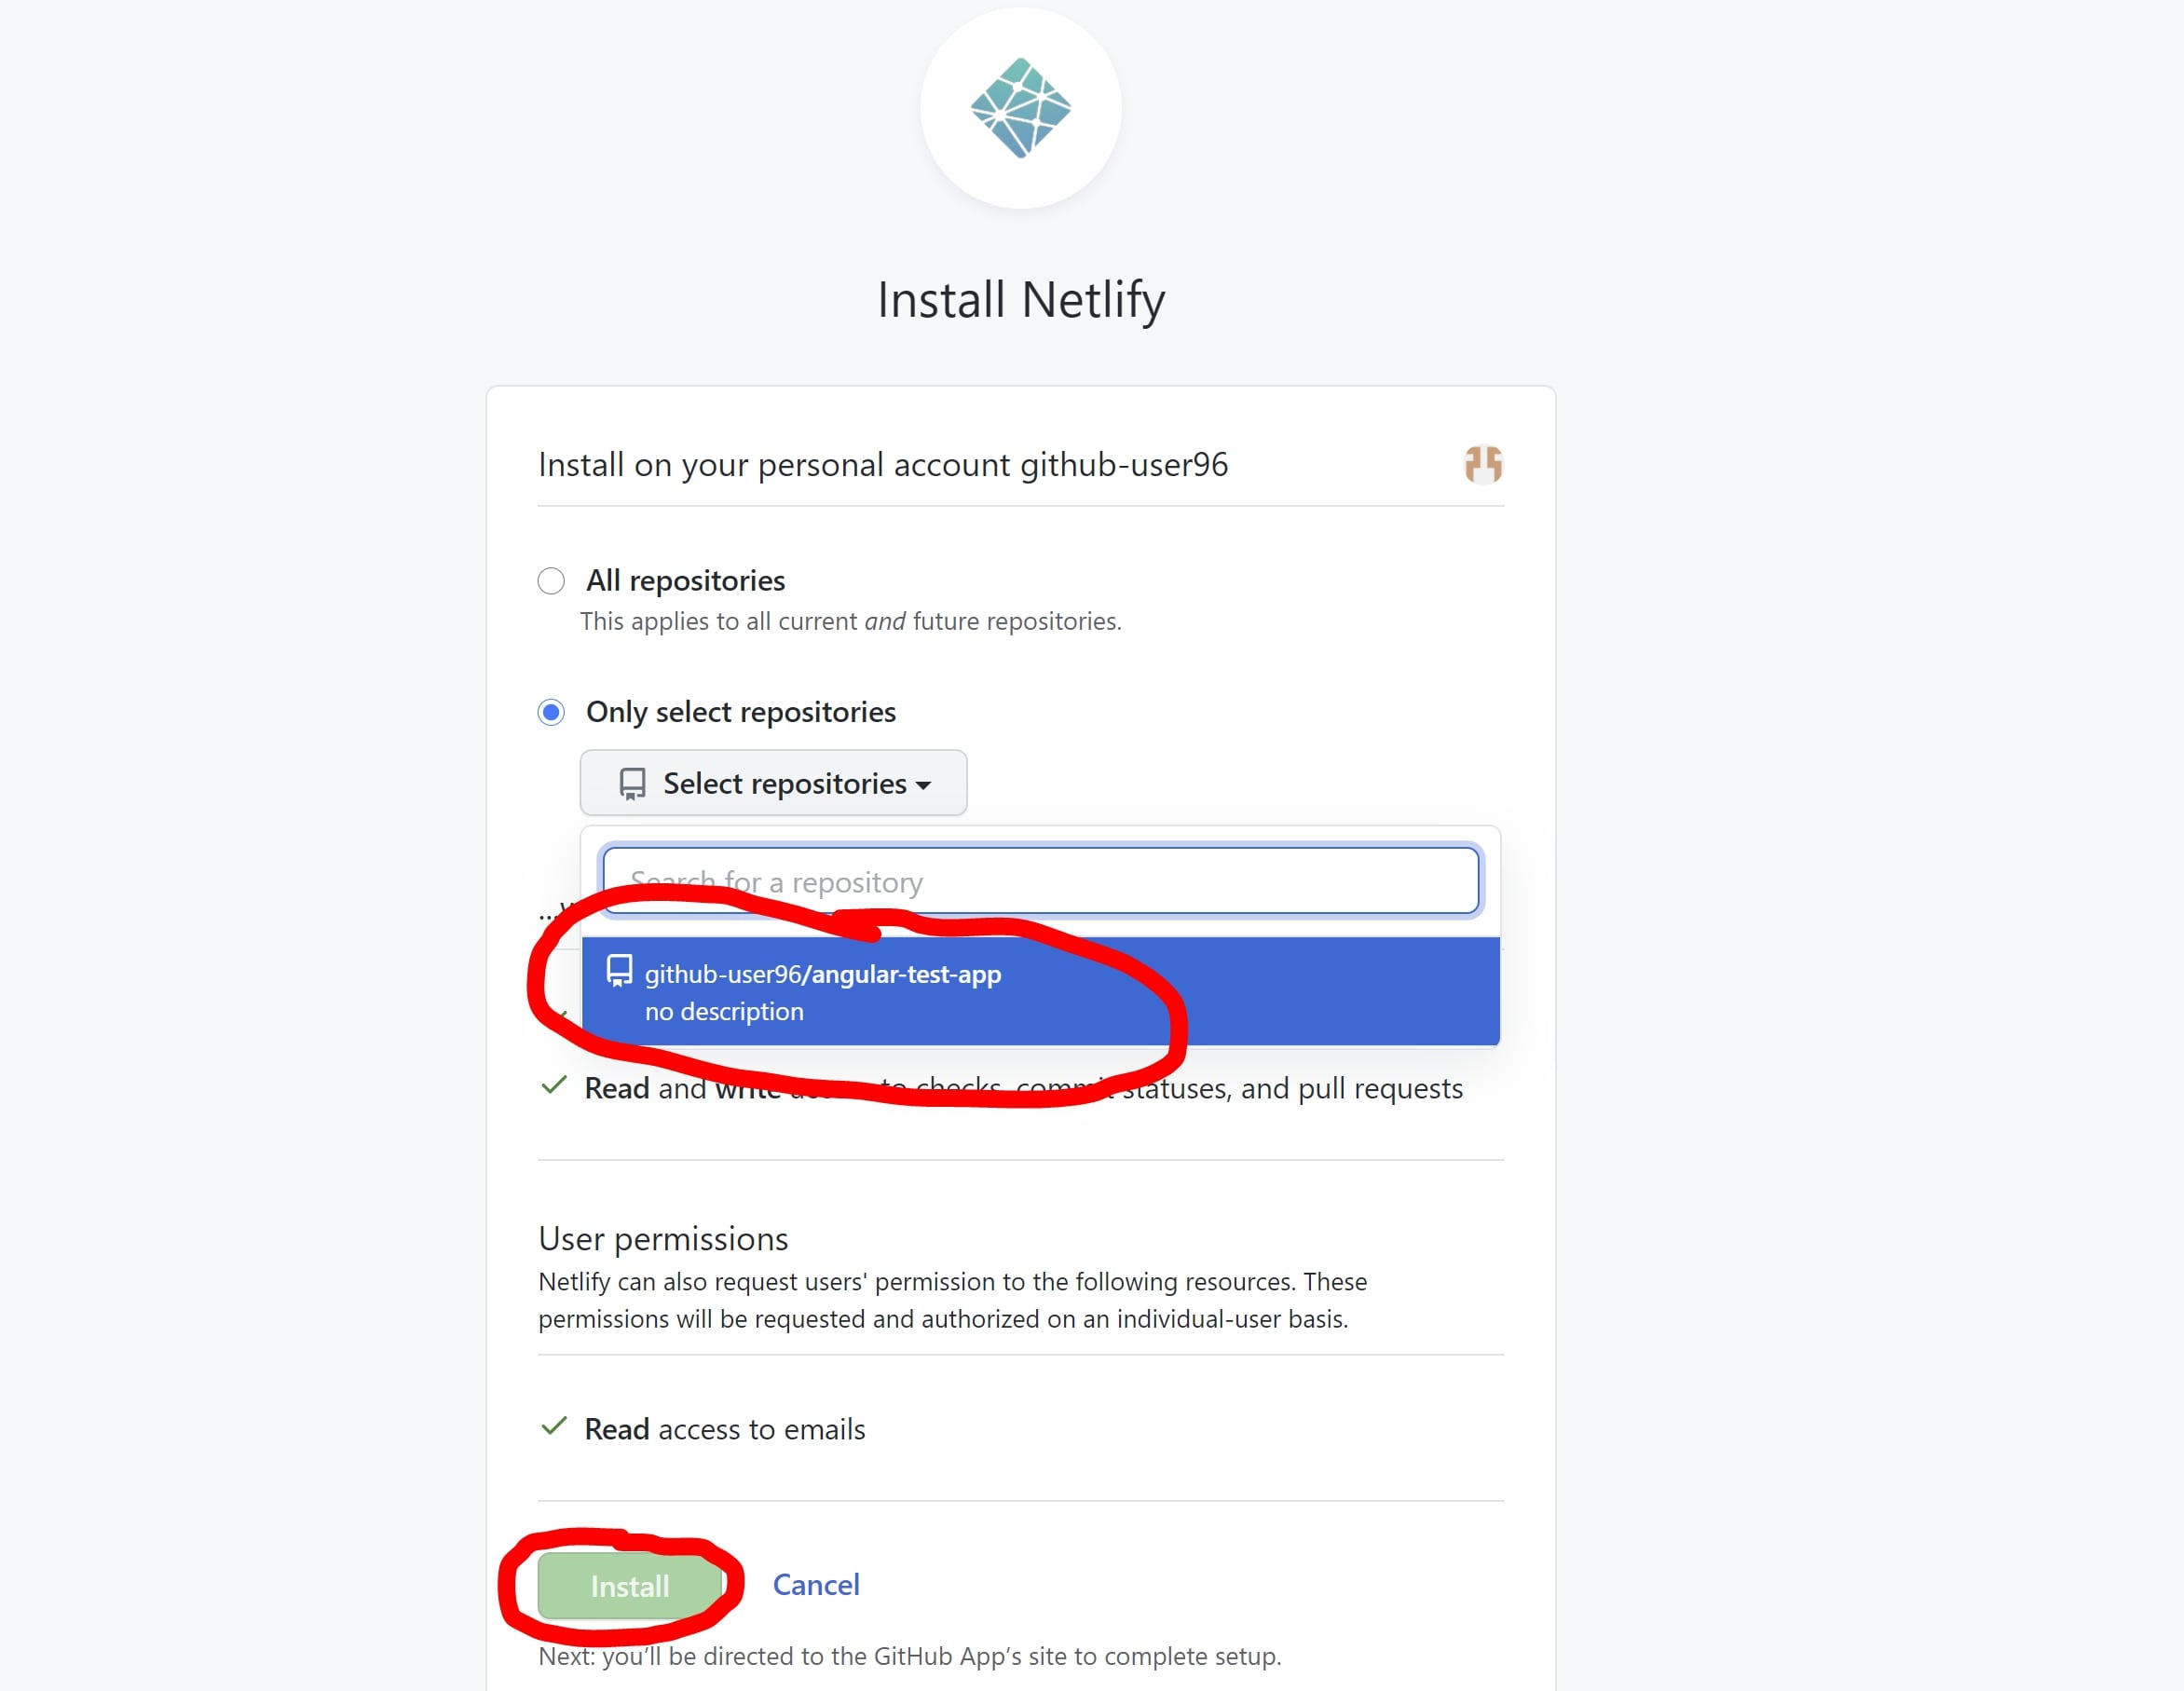 Install Netlify
Install on your personal account github-user96
All repositories
This applies to all current and future repositories.
Only select repositories
Select repositories
Search for a repository
github-user96/angular-test-app
no description
Read and write to checks, commit statuses, and pull requests
User permissions
Netlify can also request users' permission to the following resources. These
permissions will be requested and authorized on an individual-user basis.
Read access to emails
Install
Cancel
Next: you’ll be directed to the GitHub App’s site to complete setup.